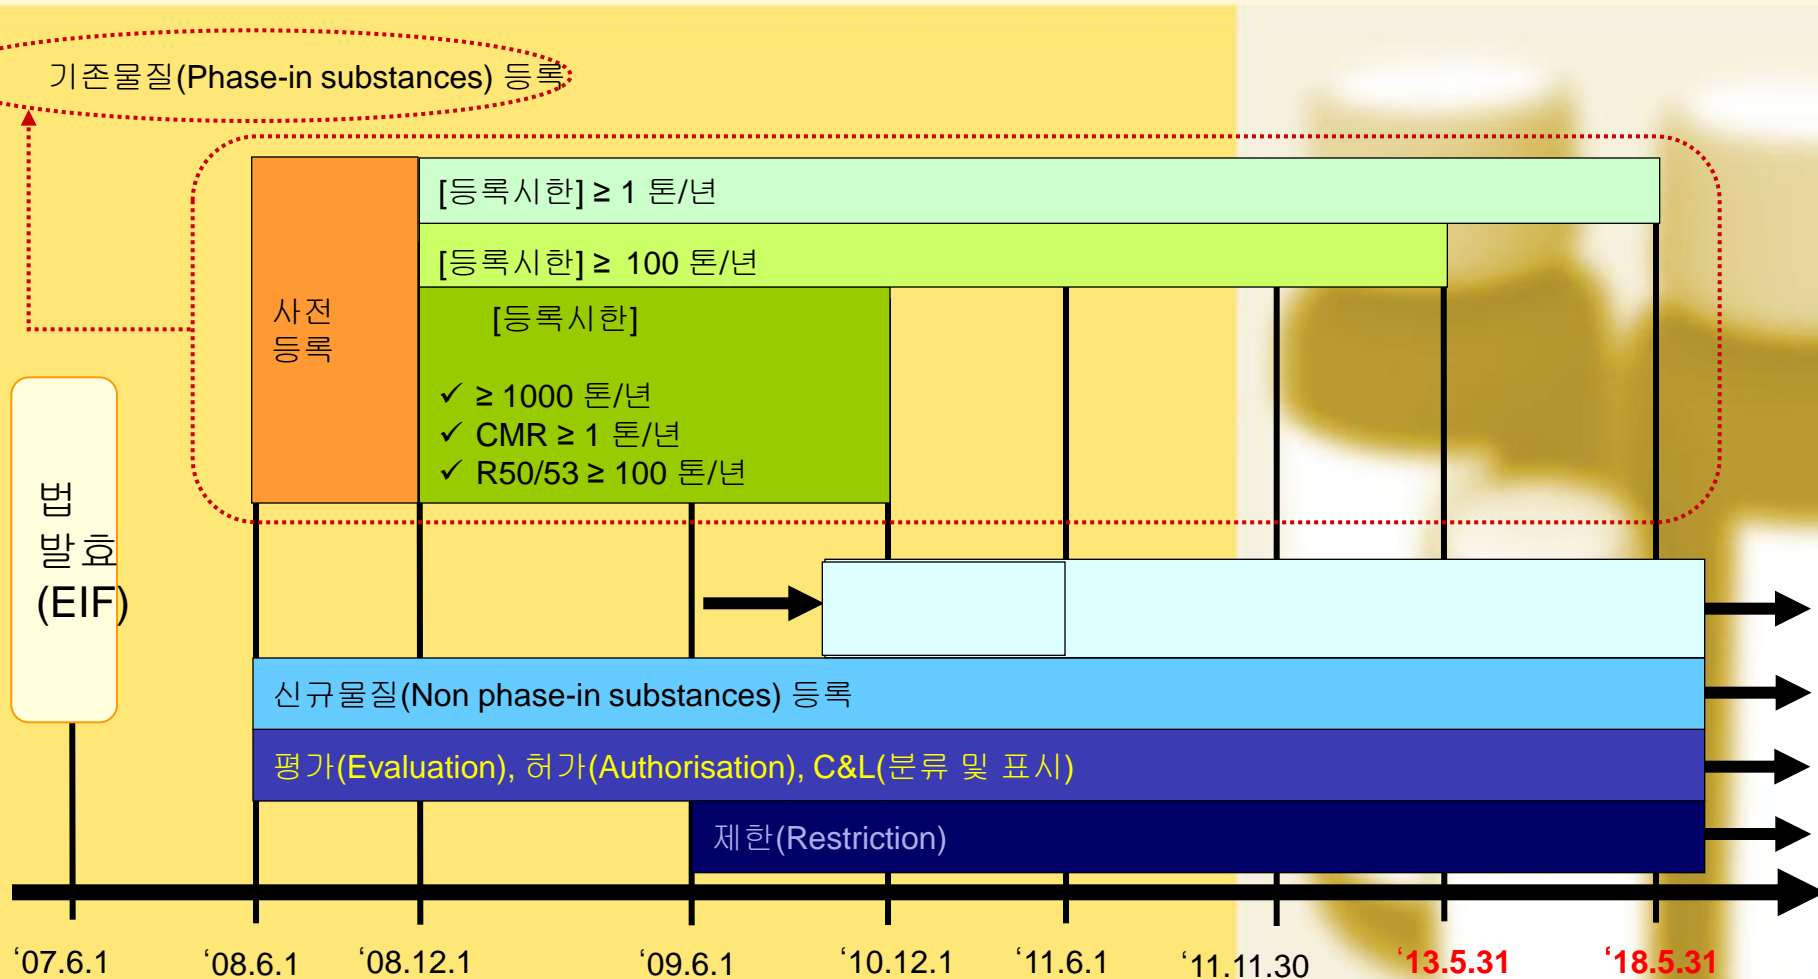 기존물질(Phase-in substances) 등록
[등록시한] ≥ 1 톤/년
[등록시한] ≥ 100 톤/년
사전
등록
[등록시한]
✓ ≥ 1000 톤/년
✓ CMR ≥ 1 톤/년
✓ R50/53 ≥ 100 톤/년
법
발효
(EIF)
신규물질(Non phase-in substances) 등록
평가(Evaluation), 허가(Authorisation), C&L(분류 및 표시)
제한(Restriction)
‘07.6.1 ‘08.6.1 ‘08.12.1 ‘09.6.1 ‘10.12.1 ‘11.6.1 ‘11.11.30 ‘13.5.31 ‘18.5.31